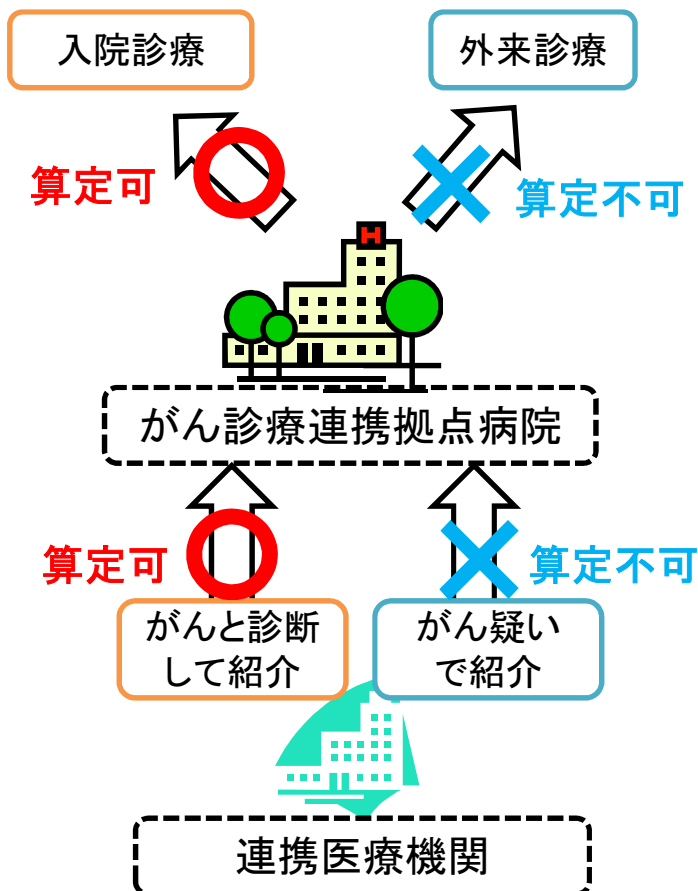 入院診療
外来診療
算定可
算定不可
H
がん診療連携拠点病院
算定可
算定不可
がんと診断
して紹介
がん疑い
で紹介
連携医療機関